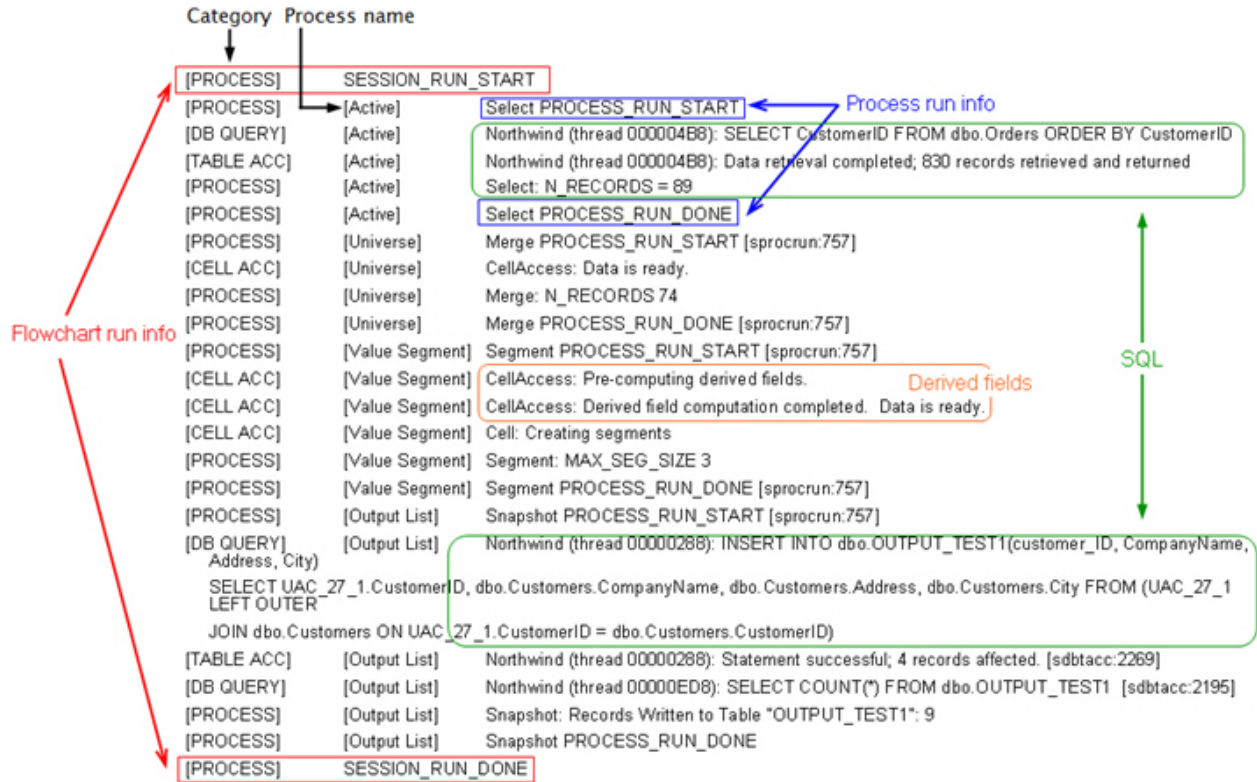 Category Process name
[PROCESS] SESSION_RUN_START
[PROCESS] [Active] Select PROCESS_RUN_START Process run info
[DB QUERY] [Active] Northwind (thread 000004B8): SELECT CustomerID FROM dbo.Orders ORDER BY CustomerID
[TABLE ACC] [Active] Northwind (thread 000004B8): Data retrieval completed; 830 records retrieved and returned
[PROCESS] [Active] Select: N_RECORDS = 89
[PROCESS] [Active] Select PROCESS_RUN_DONE
[PROCESS] [Universe] Merge PROCESS_RUN_START [sprocrun:757]
[CELL ACC] [Universe] CellAccess: Data is ready.
[PROCESS] [Universe] Merge: N_RECORDS 74
[PROCESS] [Universe] Merge PROCESS_RUN_DONE [sprocrun:757]
Flowchart run info
[PROCESS] [Value Segment] Segment PROCESS_RUN_START [sprocrun:757]
SQL
[CELL ACC] [Value Segment] CellAccess: Pre-computing derived fields. Derived fields
[CELL ACC] [Value Segment] CellAccess: Derived field computation completed. Data is ready.
[CELL ACC] [Value Segment] Cell: Creating segments
[PROCESS] [Value Segment] Segment: MAX_SEG_SIZE 3
[PROCESS] [Value Segment] Segment PROCESS_RUN_DONE [sprocrun:757]
[PROCESS] [Output List] Snapshot PROCESS_RUN_START [sprocrun:757]
[DB QUERY] [Output List] Northwind (thread 00000288): INSERT INTO dbo.OUTPUT_TEST1(customer_ID, CompanyName,
Address, City)
SELECT UAC_27_1.CustomerID, dbo.Customers.CompanyName, dbo.Customers.Address, dbo.Customers.City FROM (UAC_27_1
LEFT OUTER
JOIN dbo.Customers ON UAC_27_1.CustomerID = dbo.Customers.CustomerID)
[TABLE ACC] [Output List] Northwind (thread 00000288): Statement successful; 4 records affected. [sdbtacc:2269]
[DB QUERY] [Output List] Northwind (thread 00000ED8): SELECT COUNT(*) FROM dbo.OUTPUT_TEST1 [sdbtacc:2195]
[PROCESS] [Output List] Snapshot: Records Written to Table "OUTPUT_TEST1": 9
[PROCESS] [Output List] Snapshot PROCESS_RUN_DONE
[PROCESS] SESSION_RUN_DONE